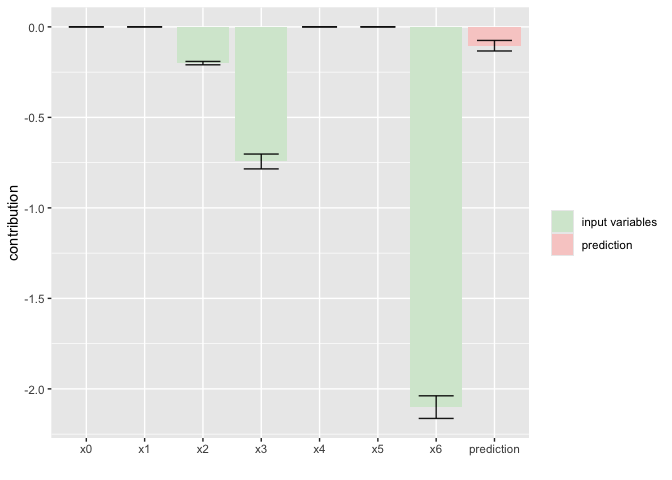 contribution
0.0
-0.5
-1.0
-1.5
-2.0
x0 x1 x2 x3 x4 x5 x6 prediction
input variables
prediction